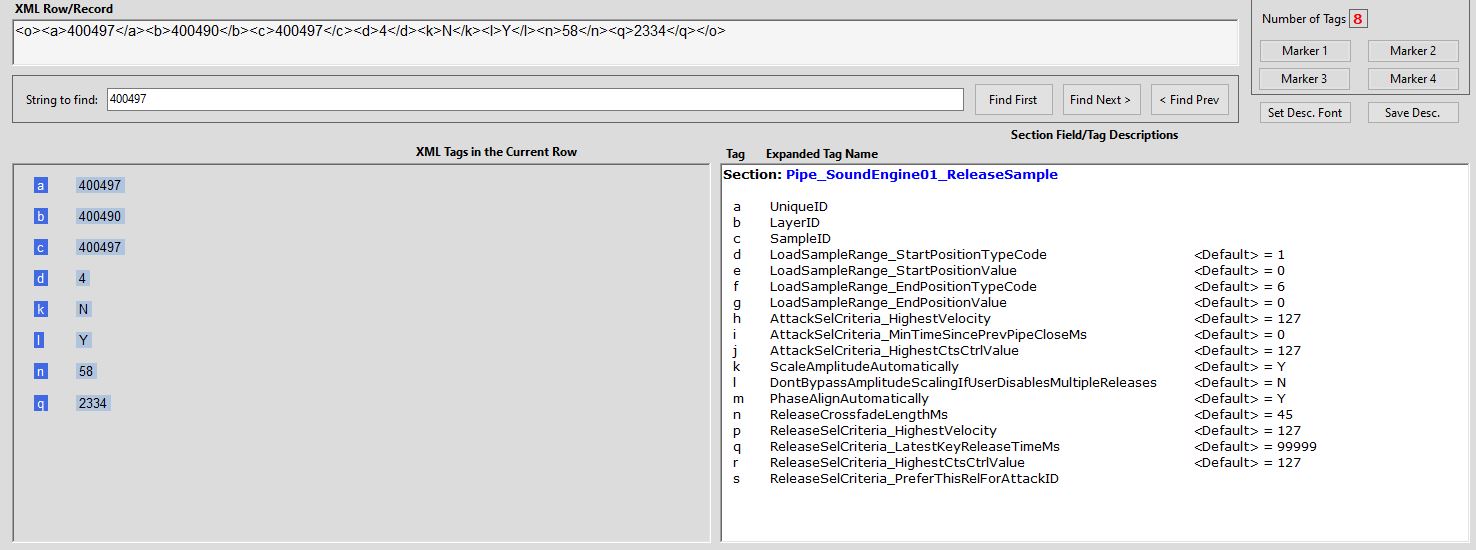 XML Row/Record
<o><a>400497</a><b>400490</b><c>400497</c><d>4</d><k>N</k><l>Y</l><n>58</n><q>2334</q></o>
Number of Tags 8
Marker 1 Marker 2
Marker 3 Marker 4
String to find: 400497 Find First Find Next > < Find Prev
Set Desc. Font Save Desc.
XML Tags in the Current Row
a 400497
b 400490
c 400497
d 4
k N
l Y
n 58
q 2334
Section Field/Tag Descriptions
Tag Expanded Tag Name
Section: Pipe_SoundEngine01_ReleaseSample
a UniqueID
b LayerID
c SampleID
d LoadSampleRange_StartPositionTypeCode <Default> = 1
e LoadSampleRange_StartPositionValue <Default> = 0
f LoadSampleRange_EndPositionTypeCode <Default> = 6
g LoadSampleRange_EndPositionValue <Default> = 0
h AttackSelCriteria_HighestVelocity <Default> = 127
i AttackSelCriteria_MinTimeSincePrevPipeCloseMs <Default> = 0
j AttackSelCriteria_HighestCtsCtrlValue <Default> = 127
k ScaleAmplitudeAutomatically <Default> = Y
l DontBypassAmplitudeScalingIfUserDisablesMultipleReleases <Default> = N
m PhaseAlignAutomatically <Default> = Y
n ReleaseCrossfadeLengthMs <Default> = 45
p ReleaseSelCriteria_HighestVelocity <Default> = 127
q ReleaseSelCriteria_LatestKeyReleaseTimeMs <Default> = 99999
r ReleaseSelCriteria_HighestCtsCtrlValue <Default> = 127
s ReleaseSelCriteria_PreferThisRelForAttackID